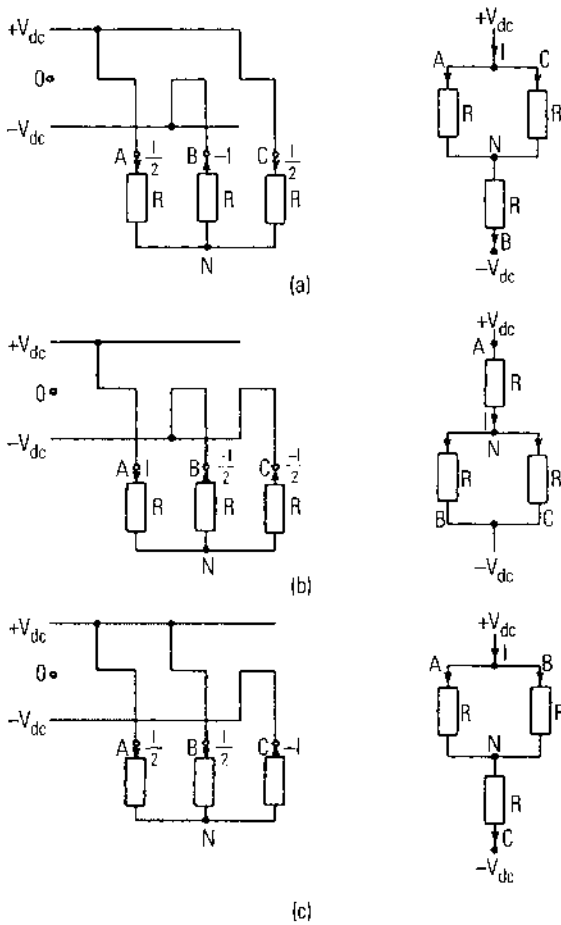 +Vdc
0
−Vdc
A I/2 B −I C I/2
R R R
N
+Vdc
I
A C
R R
N
R
B
−Vdc
(a)
+Vdc
0
−Vdc
A I B −I/2 C −I/2
R R R
N
+Vdc
A
R
I
N
R R
B C
−Vdc
(b)
+Vdc
0
−Vdc
A I/2 B I/2 C −I
N
+Vdc
I
A B
R R
N
R
C
−Vdc
(c)